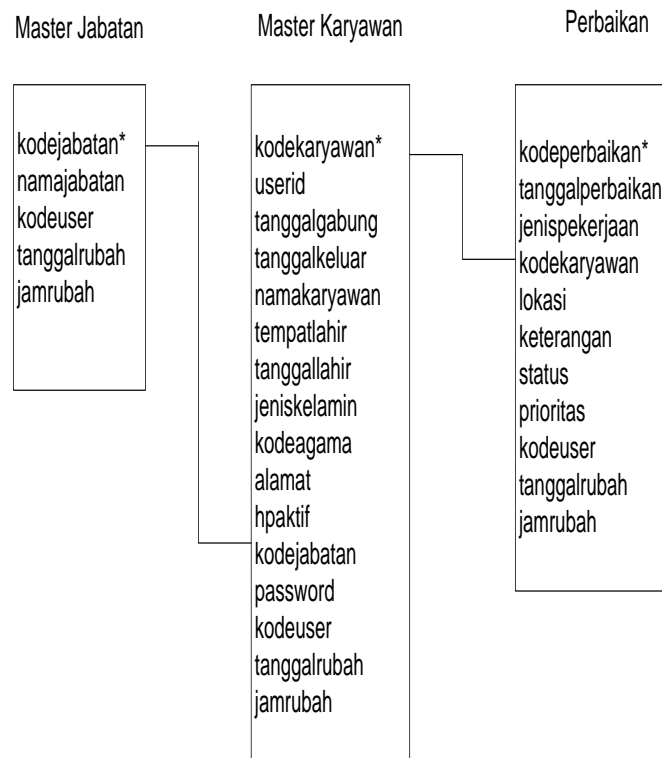 Master Jabatan
kodejabatan*
namajabatan
kodeuser
tanggalrubah
jamrubah
Master Karyawan
kodekaryawan*
userid
tanggalgabung
tanggalkeluar
namakaryawan
tempatlahir
tanggallahir
jeniskelamin
kodeagama
alamat
hpaktif
kodejabatan
password
kodeuser
tanggalrubah
jamrubah
Perbaikan
kodeperbaikan*
tanggalperbaikan
jenispekerjaan
kodekaryawan
lokasi
keterangan
status
prioritas
kodeuser
tanggalrubah
jamrubah